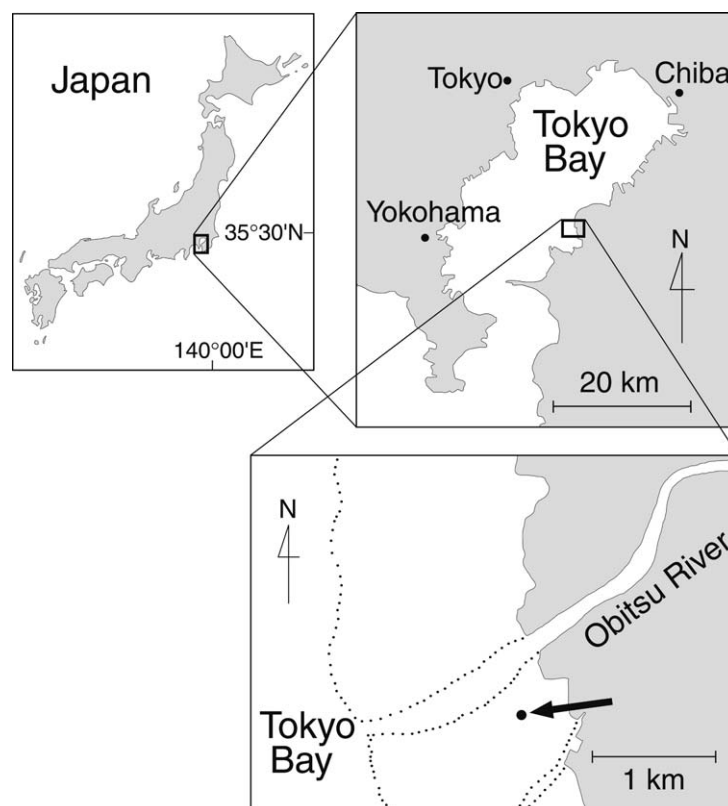 Japan
35°30'N
140°00'E
Tokyo
Chiba
Tokyo
Bay
Yokohama
N
20 km
N
Obitsu River
Tokyo
Bay
1 km